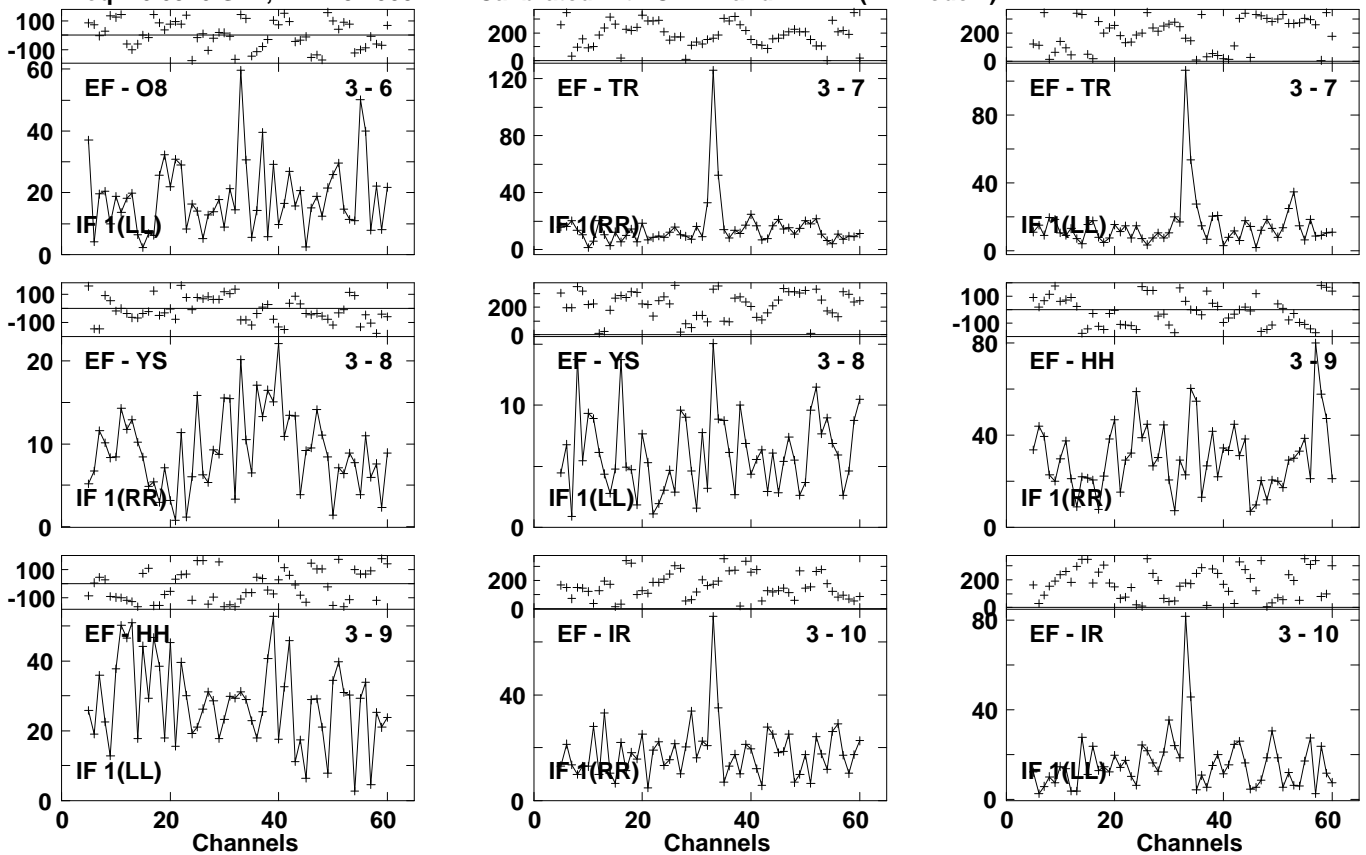 100
-100
60
40
20
0
EF - O8 3 - 6
IF 1(LL)
200
0
120
80
40
0
EF - TR 3 - 7
IF 1(RR)
200
0
80
40
0
EF - TR 3 - 7
IF 1(LL)
100
-100
20
10
0
EF - YS 3 - 8
IF 1(RR)
200
0
10
0
EF - YS 3 - 8
IF 1(LL)
100
-100
80
40
0
EF - HH 3 - 9
IF 1(RR)
100
-100
40
20
0
EF - HH 3 - 9
IF 1(LL)
0 20 40 60
Channels
200
0
40
0
EF - IR 3 - 10
IF 1(RR)
0 20 40 60
Channels
200
0
80
40
0
EF - IR 3 - 10
IF 1(LL)
0 20 40 60
Channels